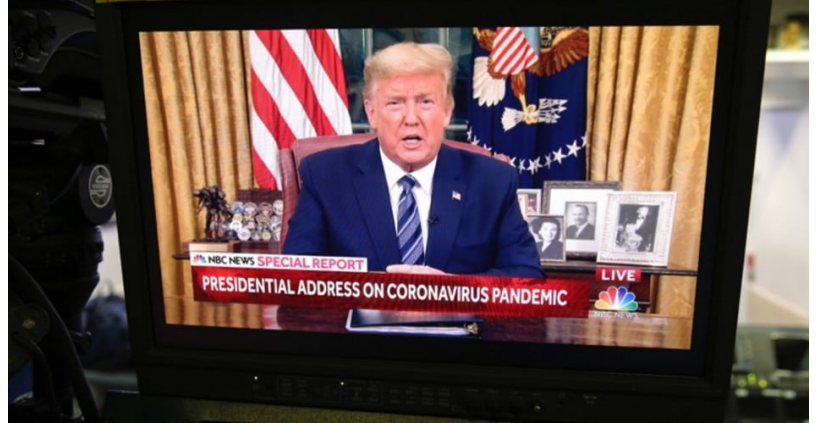 NBC NEWS SPECIAL REPORT
LIVE
PRESIDENTIAL ADDRESS ON CORONAVIRUS PANDEMIC
NBC NEWS